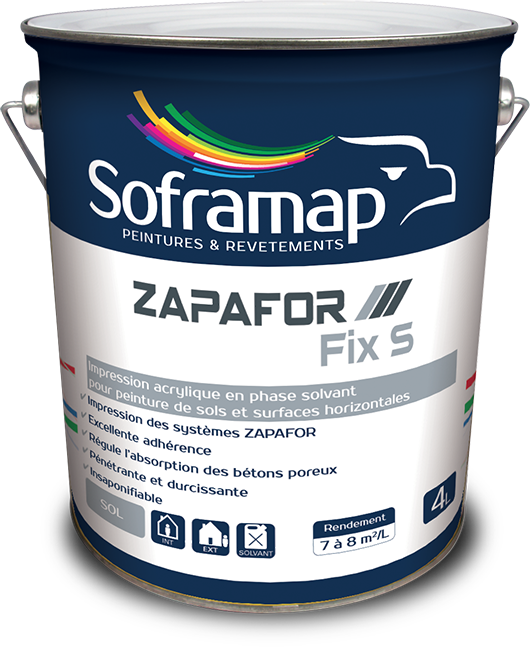 Soframap
PEINTURES & REVETEMENTS
ZAPAFOR
Fix S
Impression acrylique en phase solvant
pour peinture de sols et surfaces horizontales
✓ Impression des systèmes ZAPAFOR
✓ Excellente adhérence
✓ Régule l'absorption des bétons poreux
✓ Pénétrante et durcissante
✓ Insaponifiable
SOL
INT
EXT
SOLVANT
Rendement
7 à 8 m²/L
4L